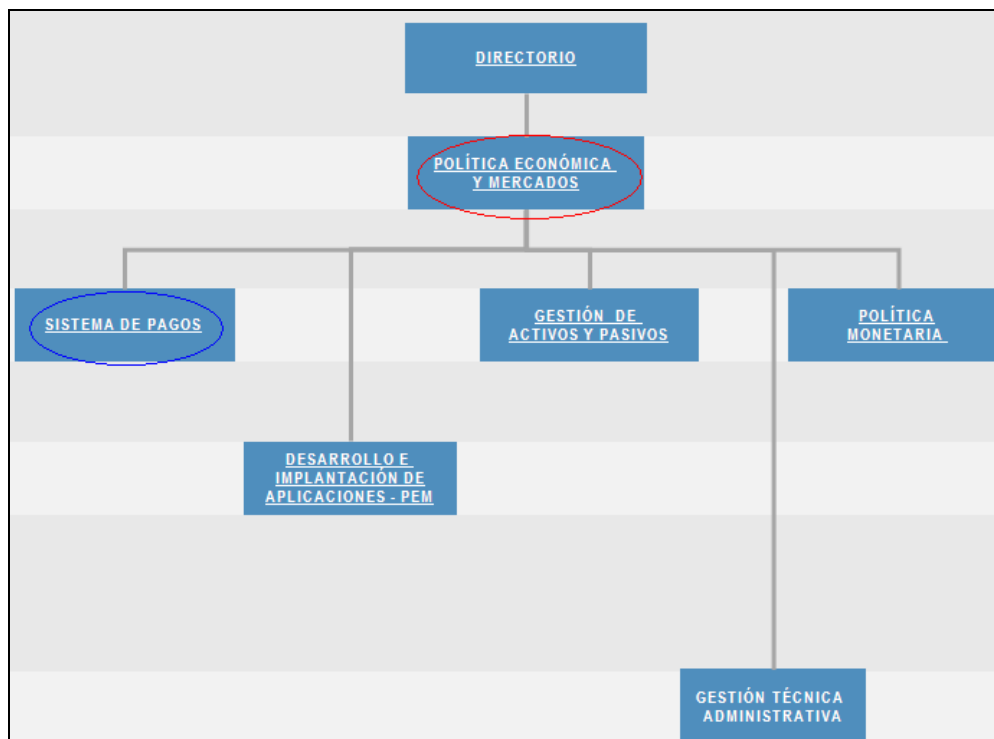 DIRECTORIO
POLÍTICA ECONÓMICA
Y MERCADOS
SISTEMA DE PAGOS
GESTIÓN DE
ACTIVOS Y PASIVOS
POLÍTICA
MONETARIA
DESARROLLO E
IMPLANTACIÓN DE
APLICACIONES - PEM
GESTIÓN TÉCNICA
ADMINISTRATIVA